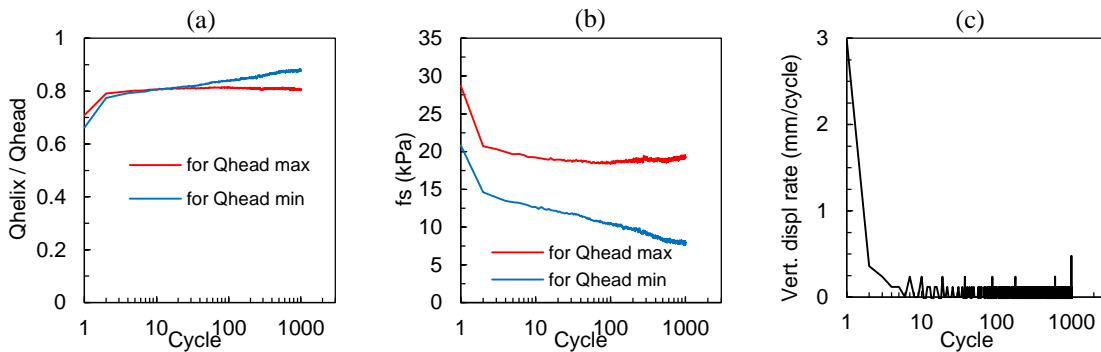 (a)
Qhelix / Qhead
1
0.8
0.6
0.4
0.2
0
for Qhead max
for Qhead min
1 10 100 1000
Cycle
(b)
fs (kPa)
35
30
25
20
15
10
5
0
for Qhead max
for Qhead min
1 10 100 1000
Cycle
(c)
Vert. displ rate (mm/cycle)
3
2
1
0
1 10 100 1000
Cycle